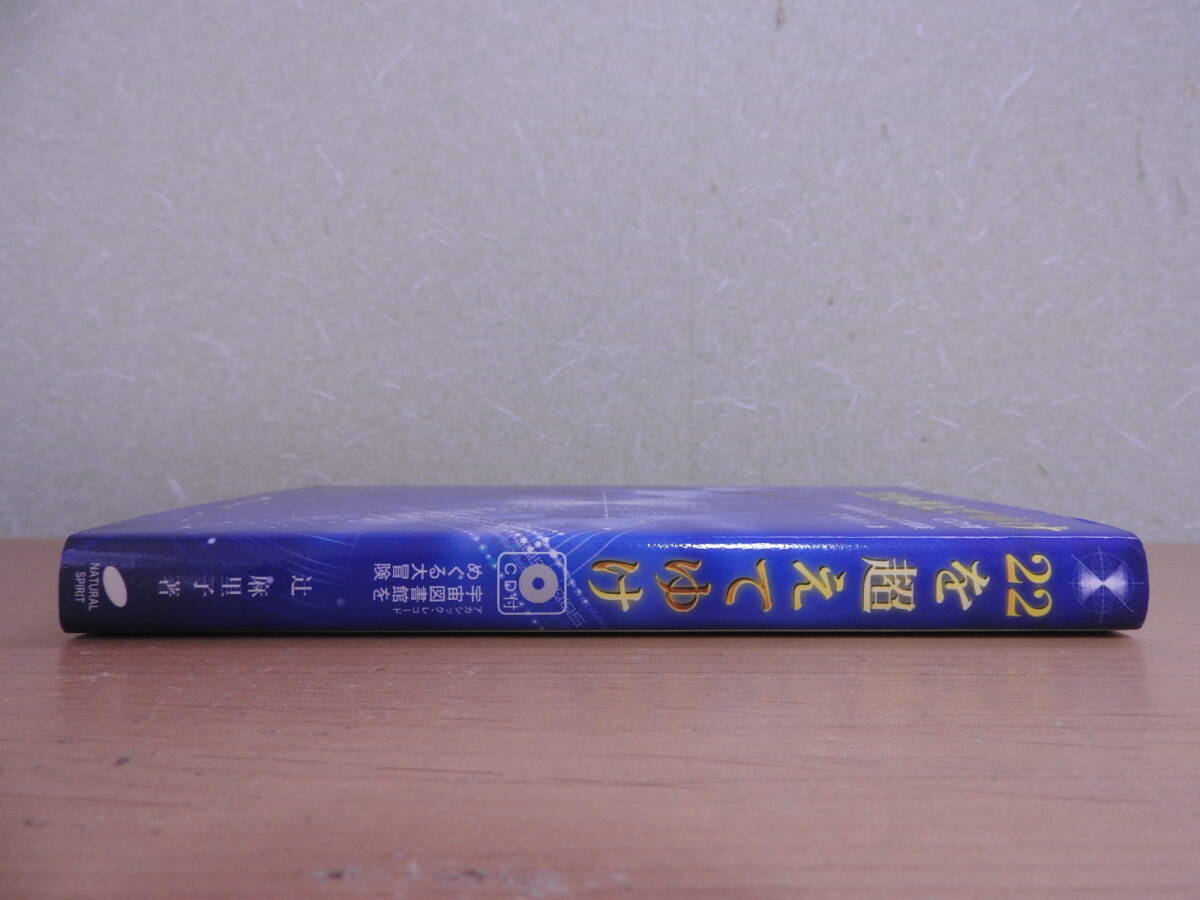 22を超えてゆけ
CD付
アカシックレコード
宇宙図書館を
めぐる大冒険
辻 麻里子 著
NATURAL
SPIRIT